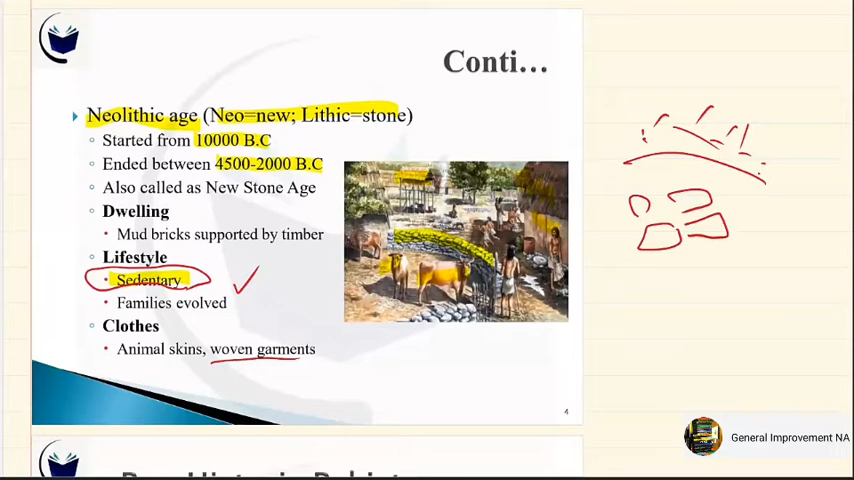 Conti…
Neolithic age (Neo=new; Lithic=stone)
Started from 10000 B.C
Ended between 4500-2000 B.C
Also called as New Stone Age
Dwelling
Mud bricks supported by timber
Lifestyle
Sedentary
Families evolved
Clothes
Animal skins, woven garments
4
General Improvement NA